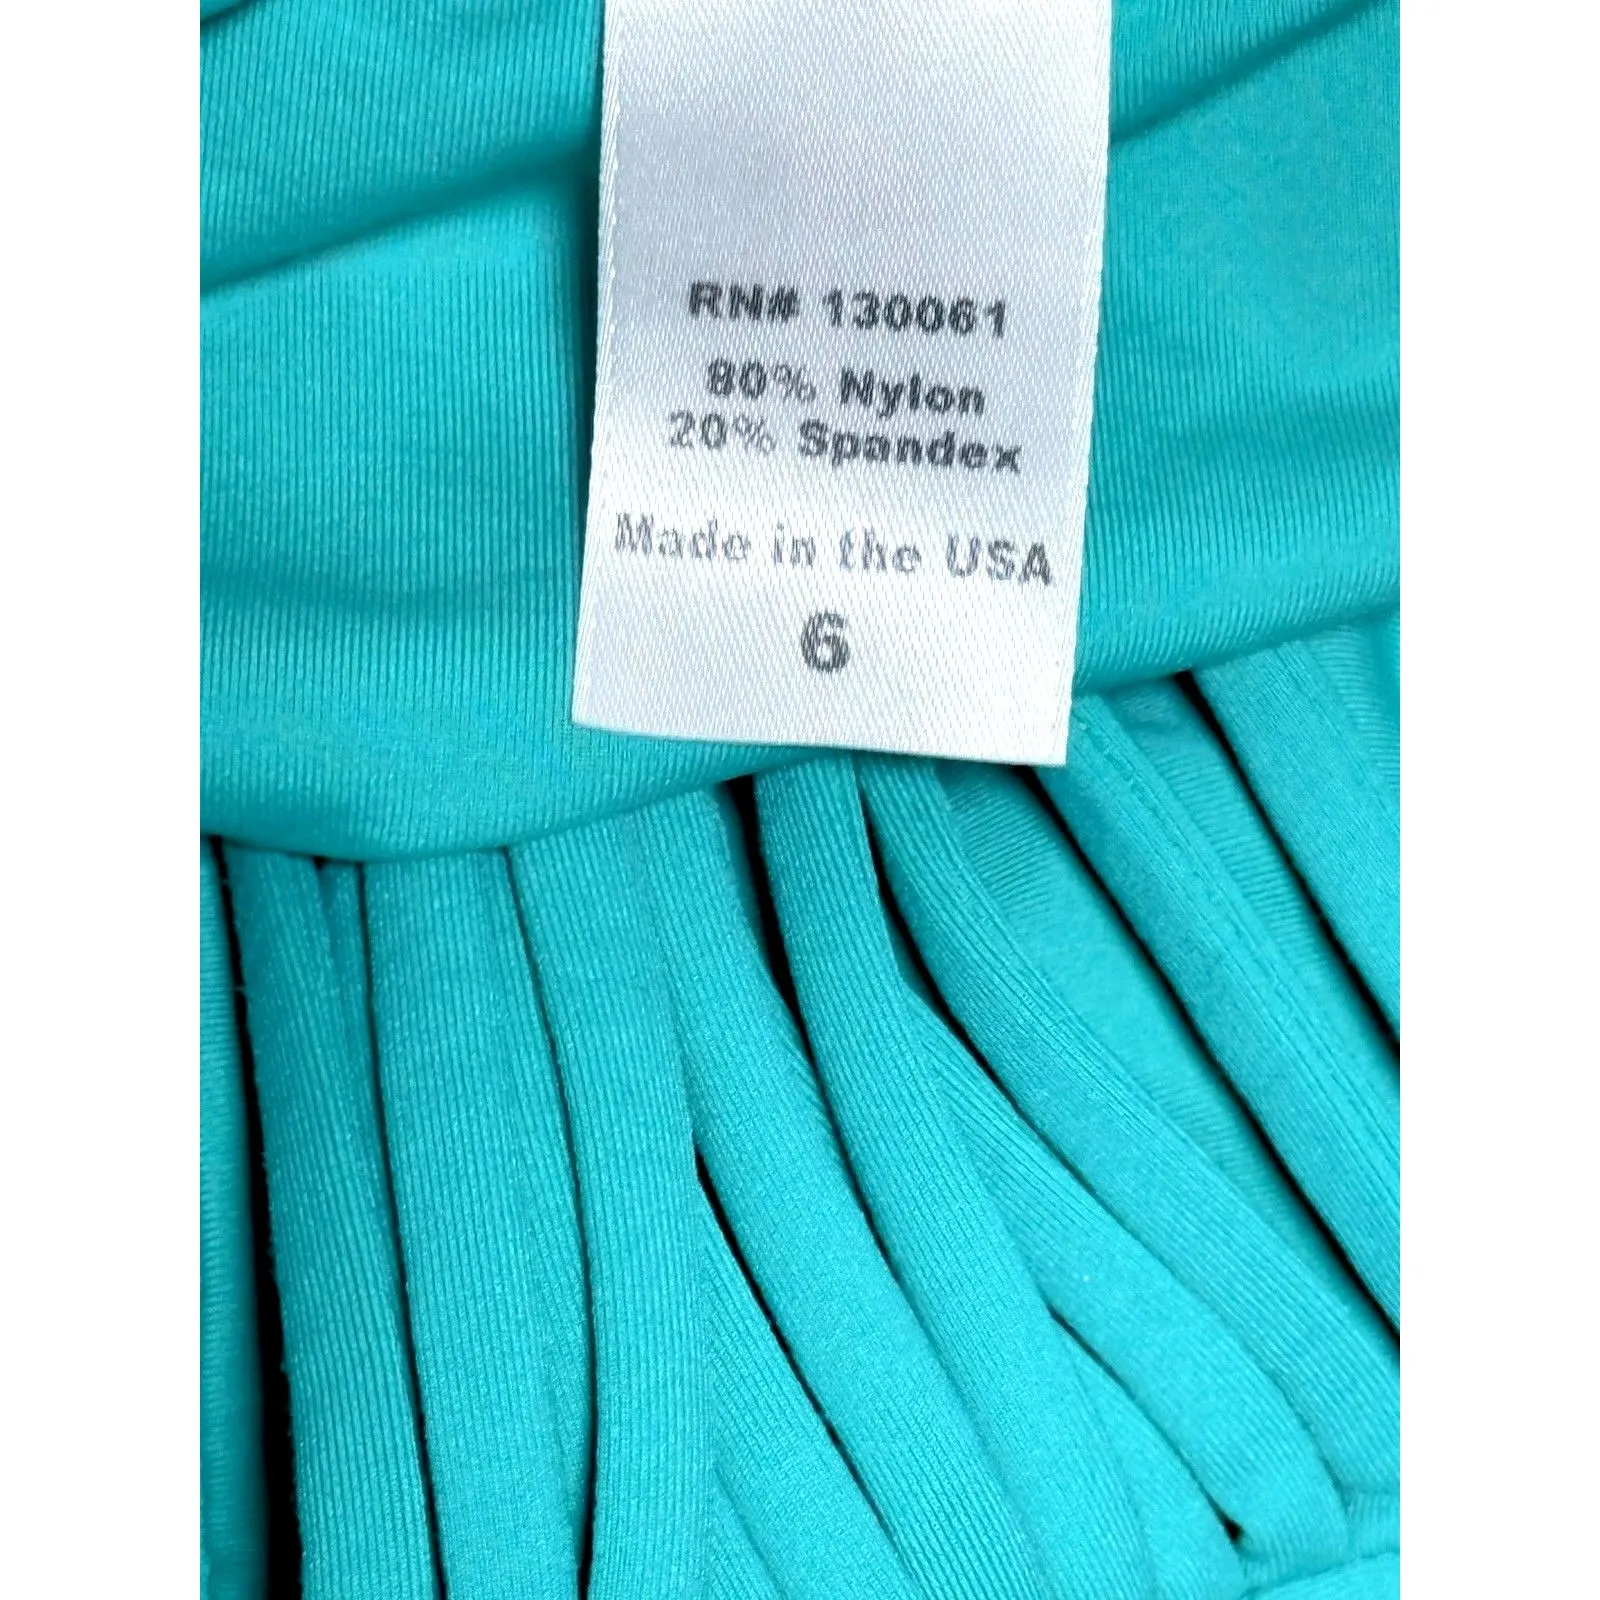 RN# 130061
80% Nylon
20% Spandex
Made in the USA
6